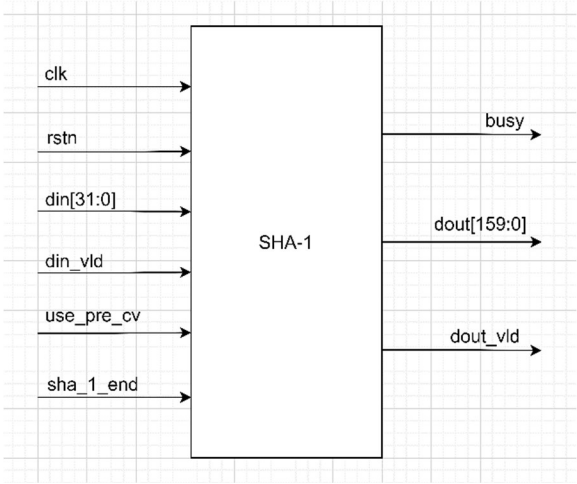 clk
rstn
din[31:0]
din_vld
use_pre_cv
sha_1_end
SHA-1
busy
dout[159:0]
dout_vld